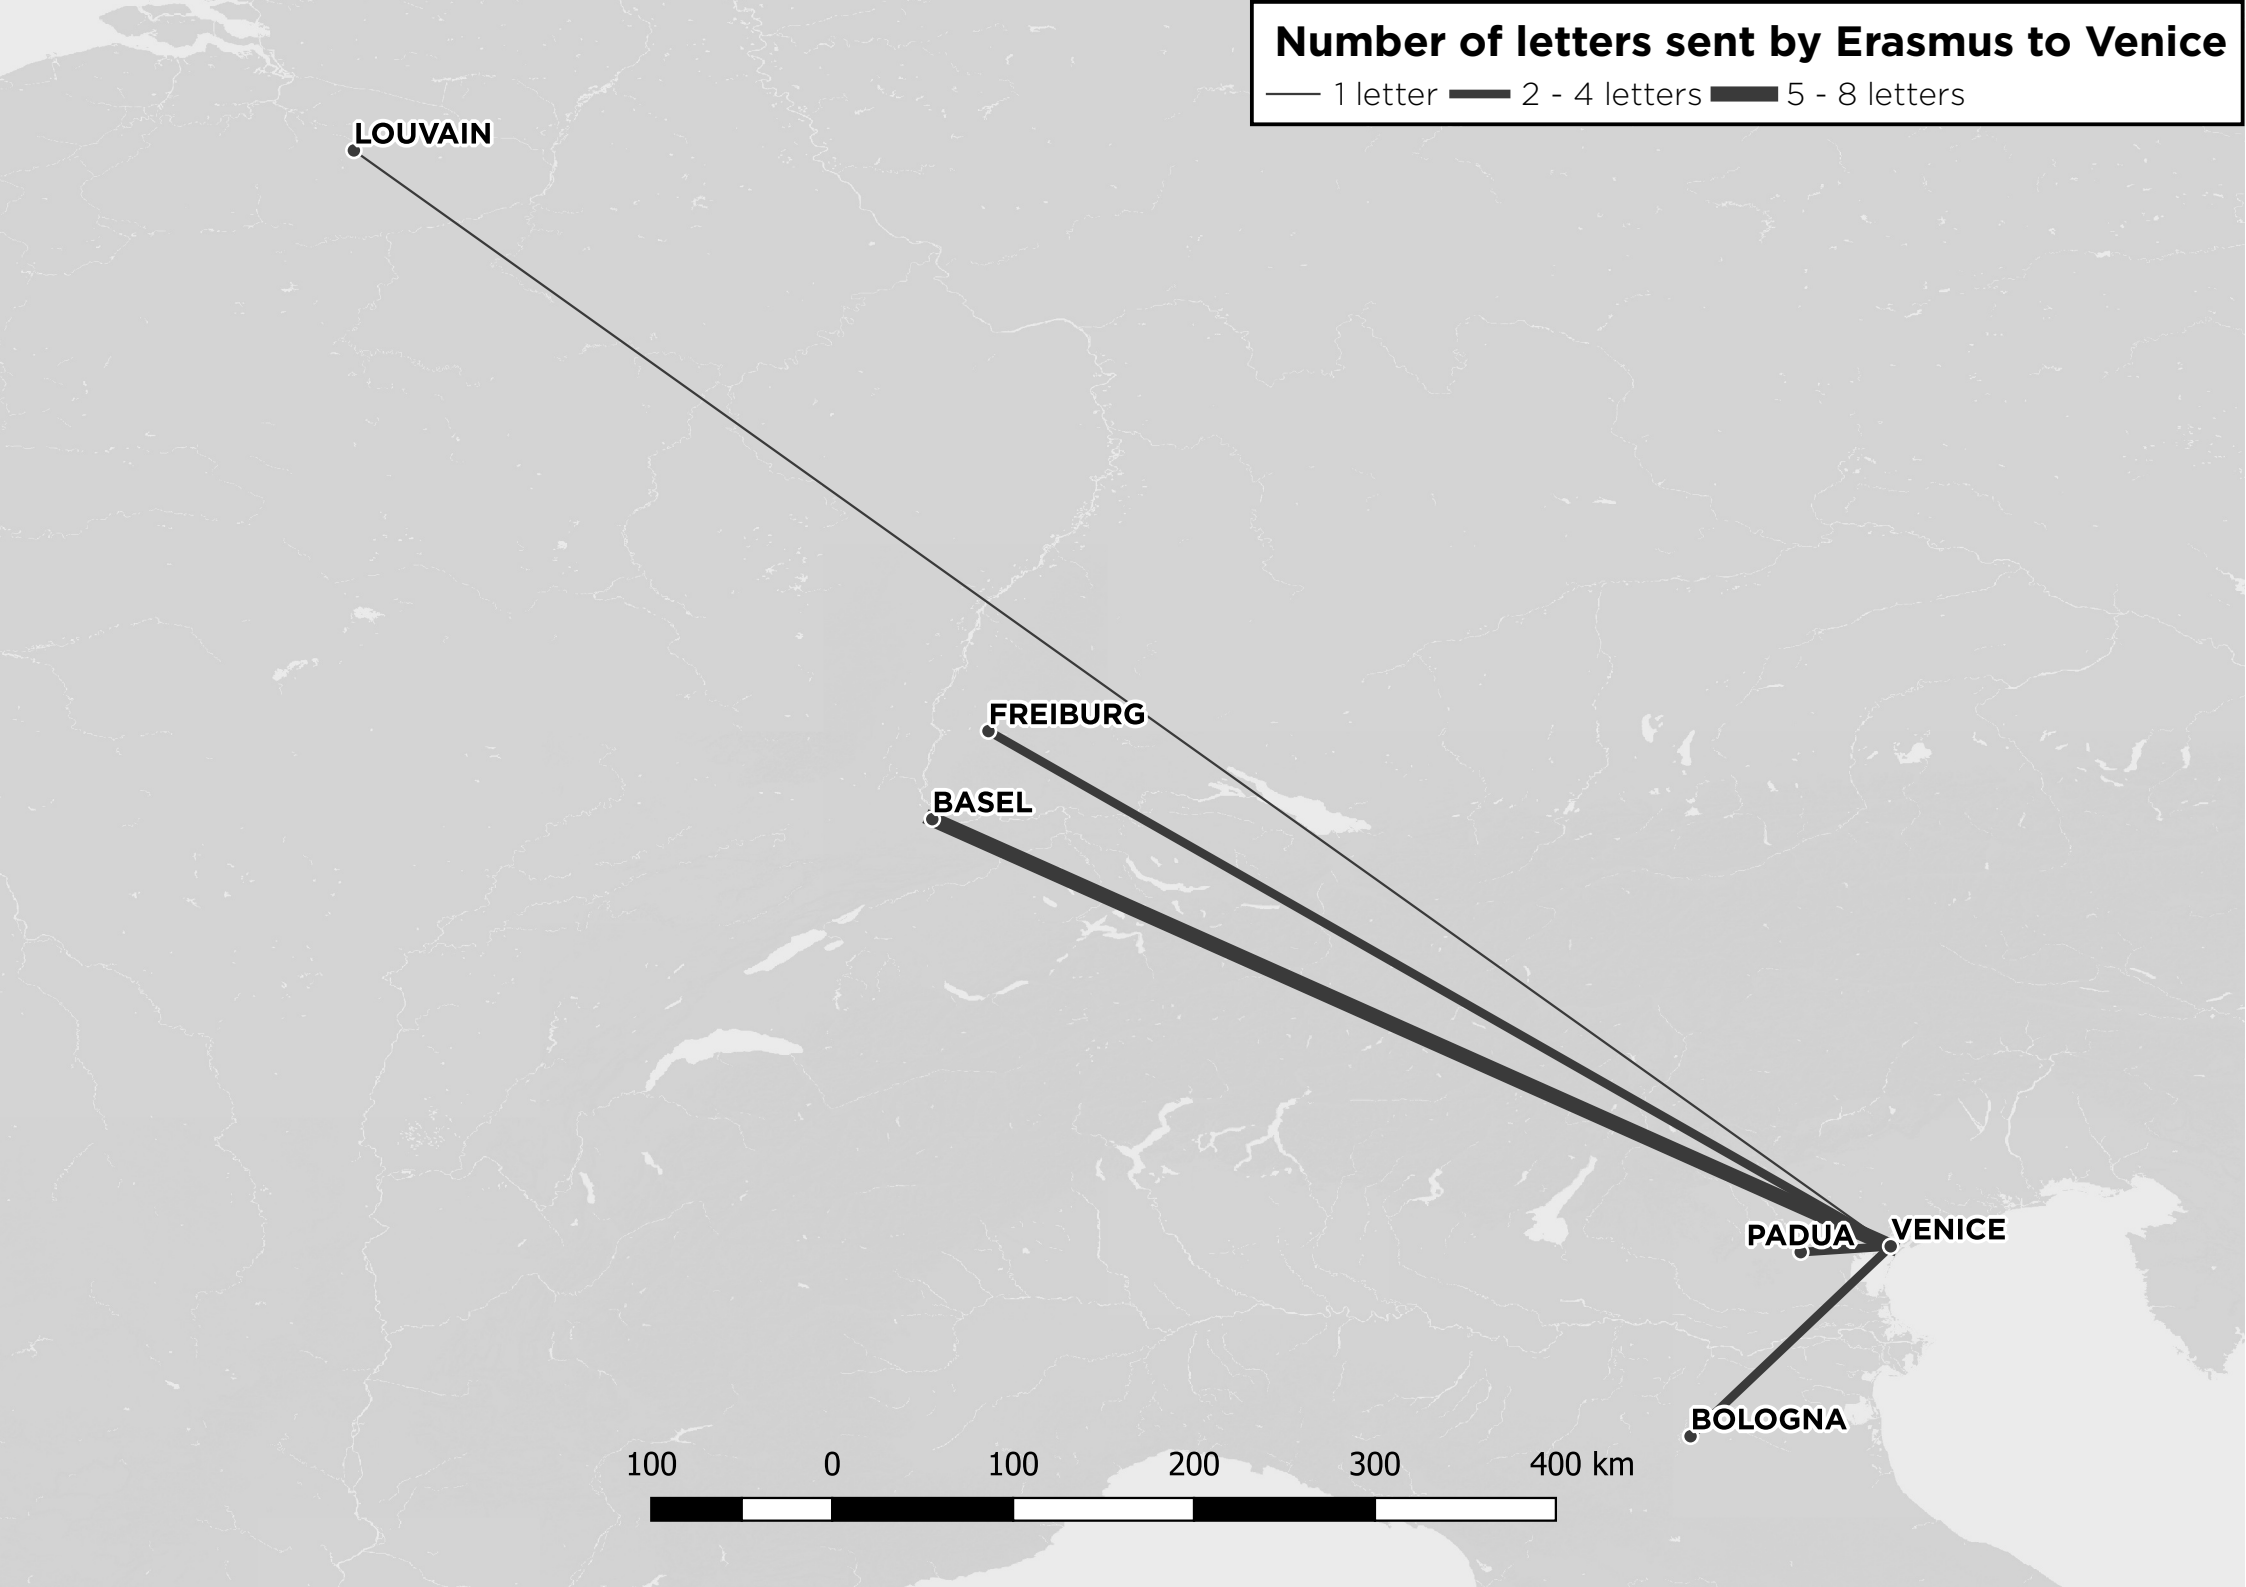 Number of letters sent by Erasmus to Venice
1 letter 2 - 4 letters 5 - 8 letters
LOUVAIN
FREIBURG
BASEL
PADUA
VENICE
BOLOGNA
100 0 100 200 300 400 km